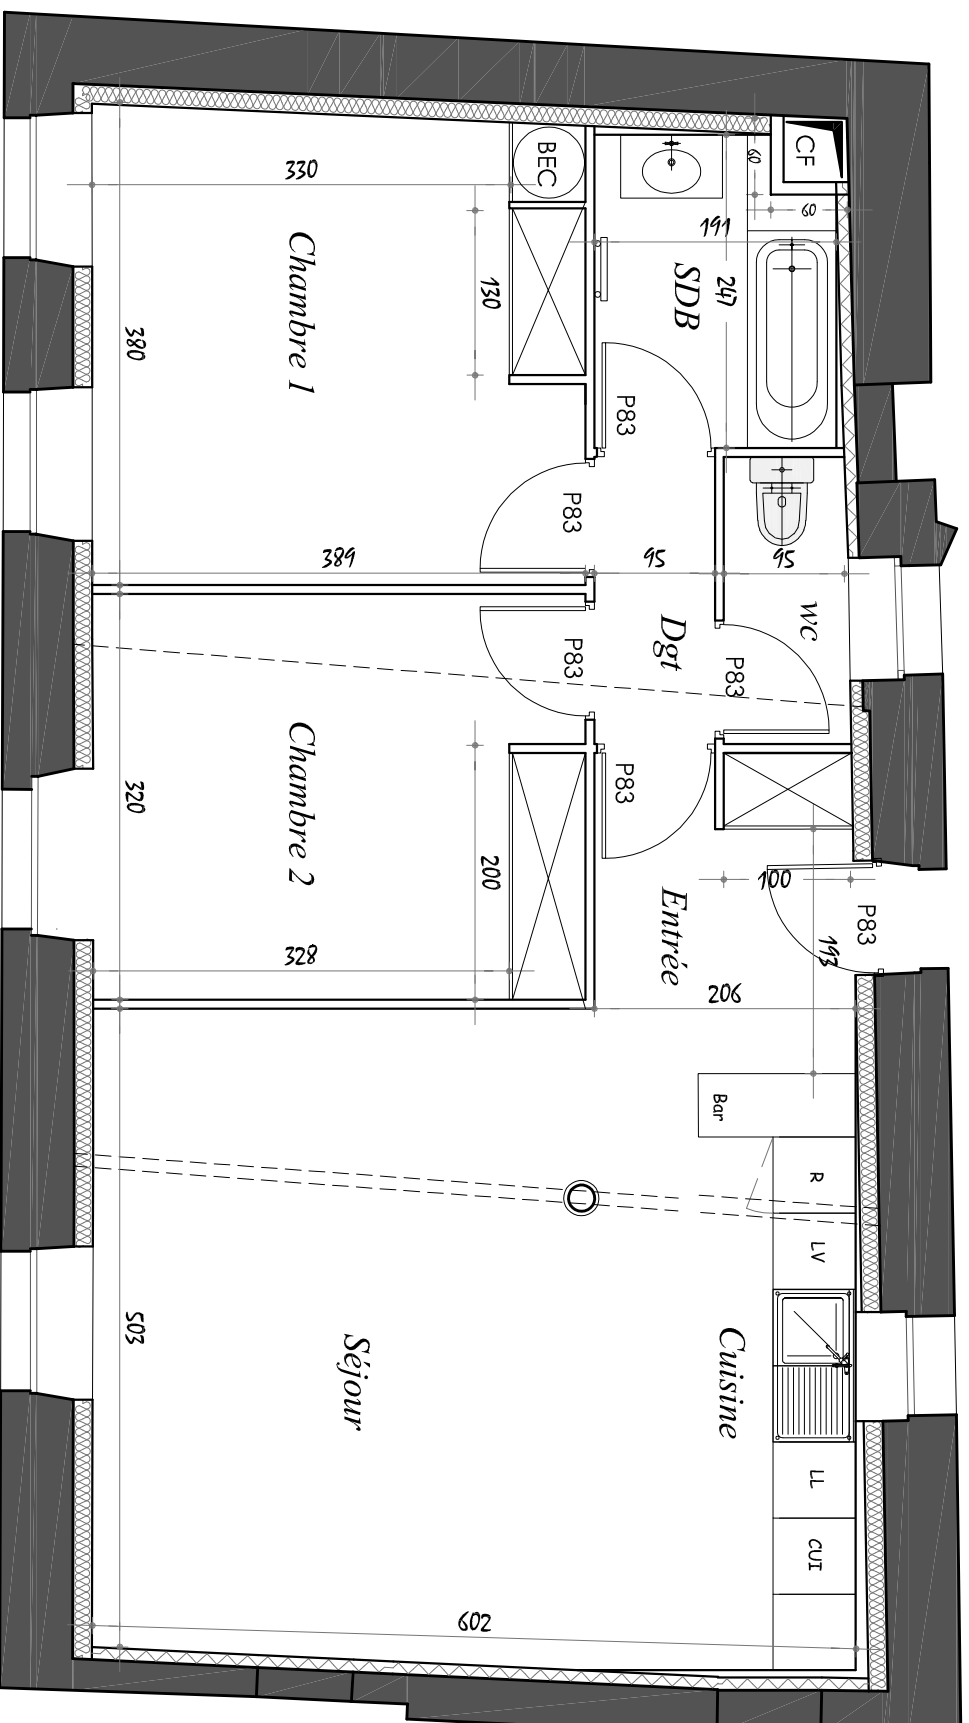 CF
BEC
60
60
330
191
247
SDB
Chambre 1
130
380
P83
P83
389
95
95
wc
Dgt
P83
P83
Chambre 2
320
P83
200
100
Entrée
P83
193
328
206
Bar
R
LV
503
Séjour
Cuisine
LL
CUI
602